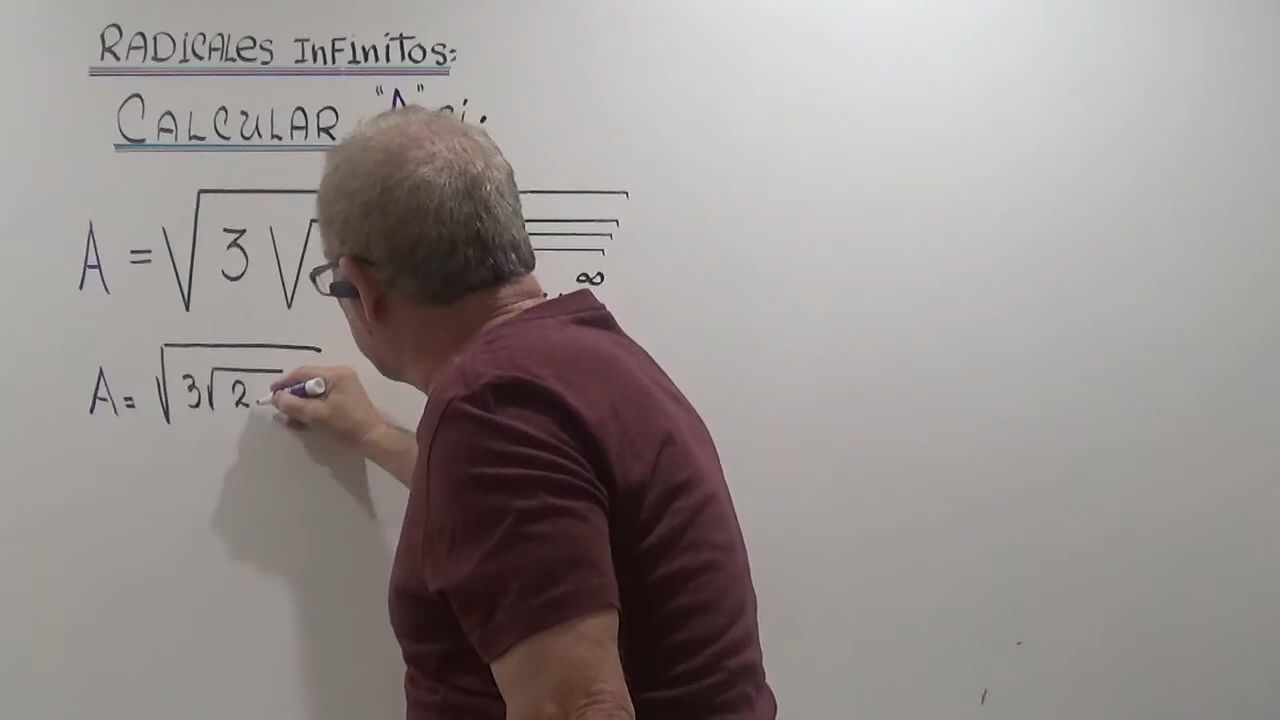 RADICALES INFINITOS:
CALCULAR "A" si:
A = √3√ ∞
A = √3√2.